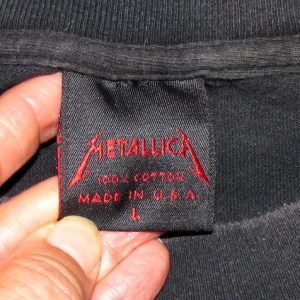 METALLICA
100% COTTON
MADE IN U.S.A.
L